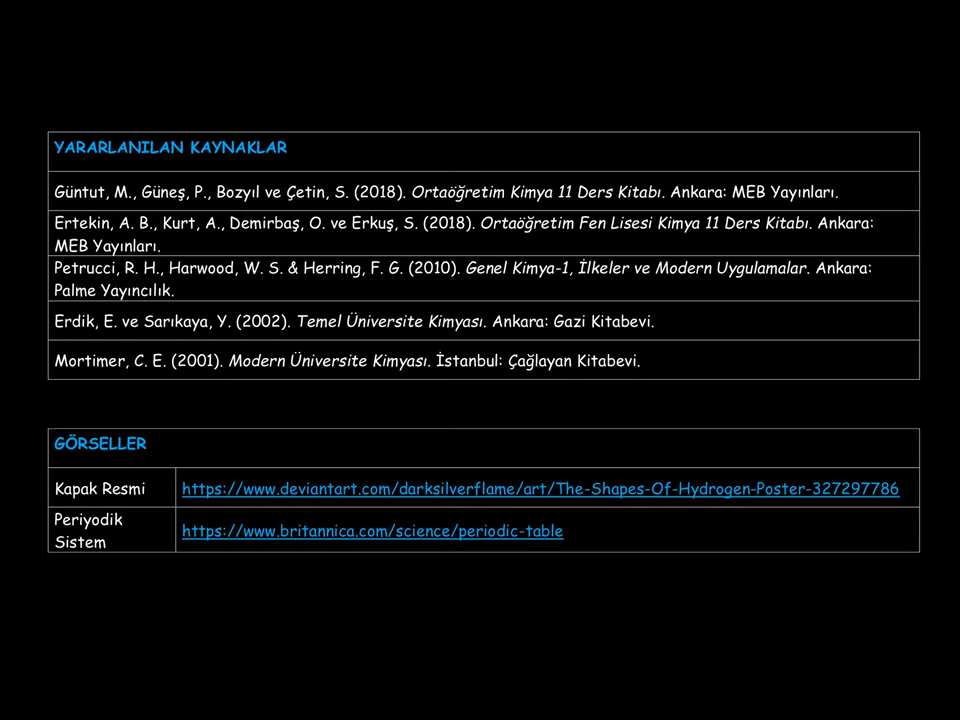 YARARLANILAN KAYNAKLAR
Güntut, M., Güneş, P., Bozyıl ve Çetin, S. (2018). Ortaöğretim Kimya 11 Ders Kitabı. Ankara: MEB Yayınları.
Ertekin, A. B., Kurt, A., Demirbaş, O. ve Erkuş, S. (2018). Ortaöğretim Fen Lisesi Kimya 11 Ders Kitabı. Ankara:
MEB Yayınları.
Petrucci, R. H., Harwood, W. S. & Herring, F. G. (2010). Genel Kimya-1, İlkeler ve Modern Uygulamalar. Ankara:
Palme Yayıncılık.
Erdik, E. ve Sarıkaya, Y. (2002). Temel Üniversite Kimyası. Ankara: Gazi Kitabevi.
Mortimer, C. E. (2001). Modern Üniversite Kimyası. İstanbul: Çağlayan Kitabevi.
GÖRSELLER
Kapak Resmi https://www.deviantart.com/darksilverflame/art/The-Shapes-Of-Hydrogen-Poster-327297786
Periyodik
Sistem https://www.britannica.com/science/periodic-table